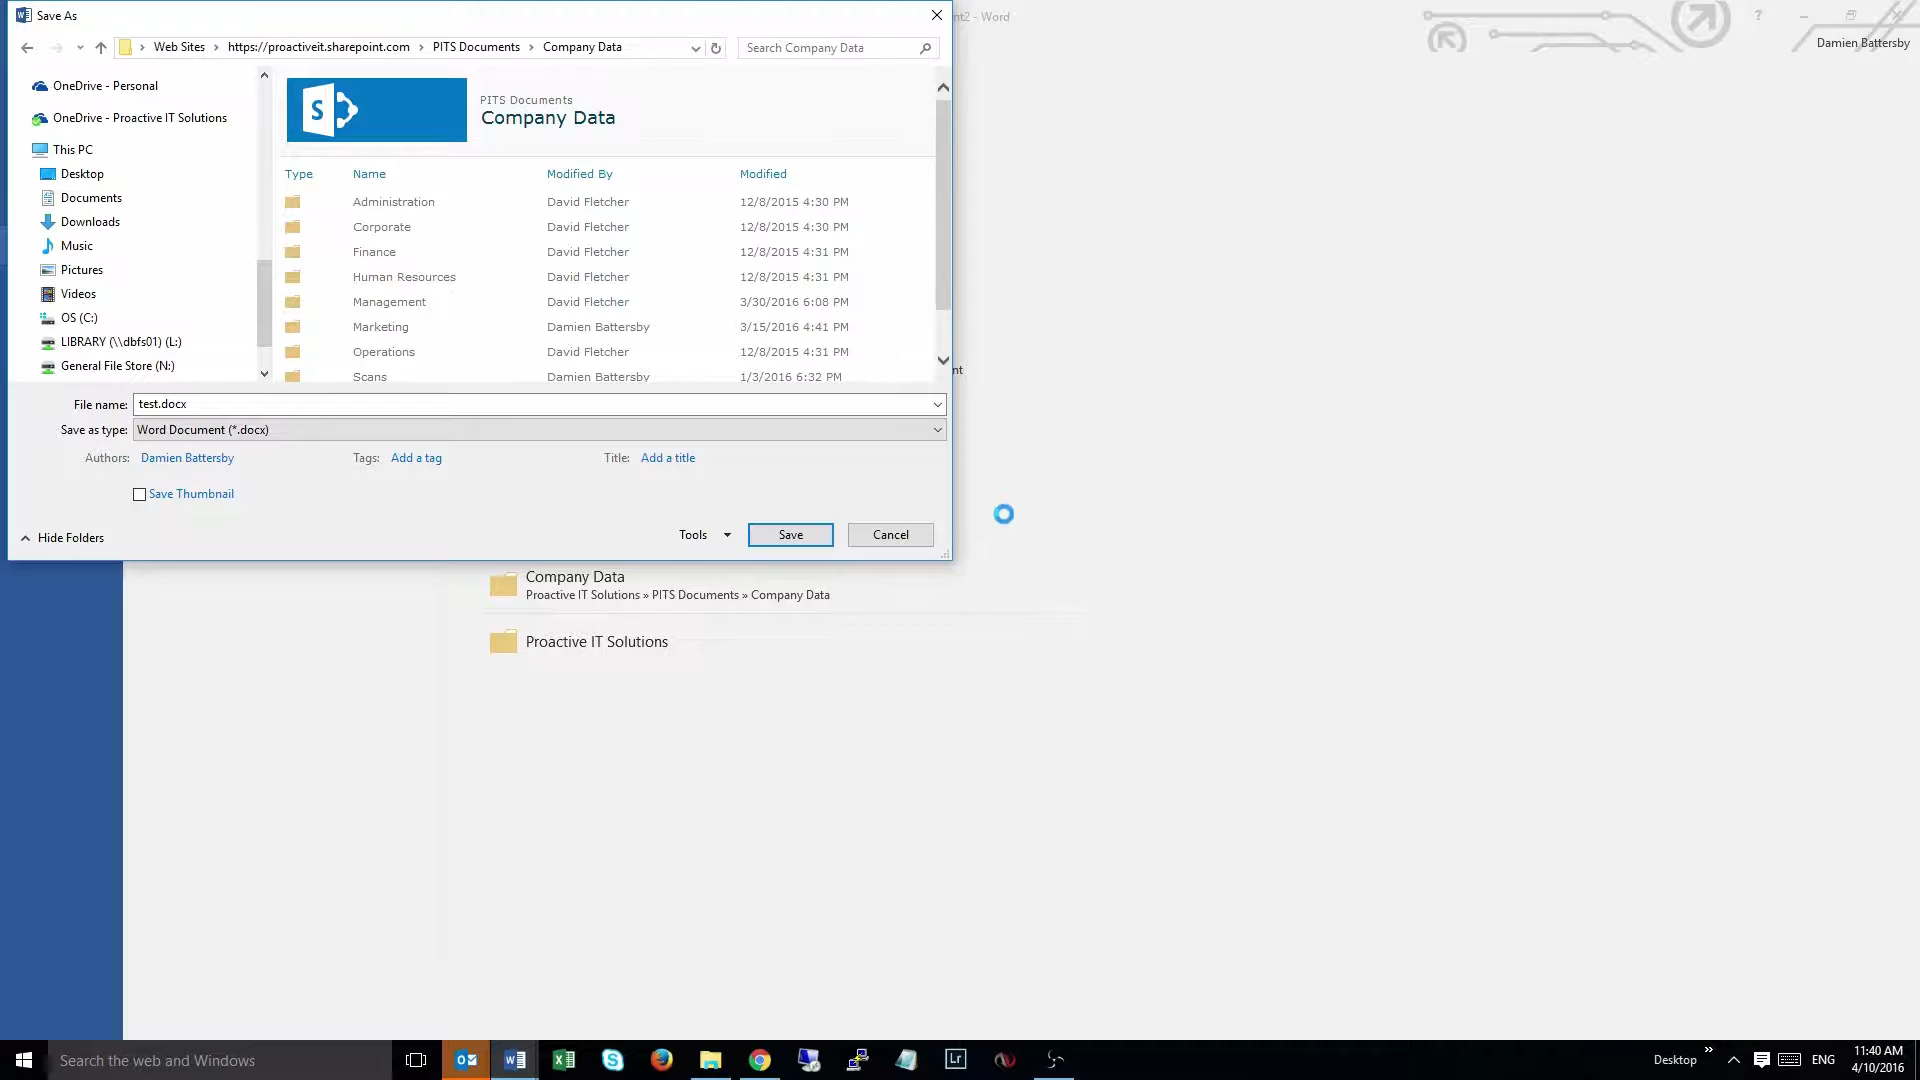 Save As
nt2 - Word
Damien Battersby
Web Sites › https://proactiveit.sharepoint.com › PITS Documents › Company Data
Search Company Data
OneDrive - Personal
OneDrive - Proactive IT Solutions
This PC
Desktop
Documents
Downloads
Music
Pictures
Videos
OS (C:)
LIBRARY (\\dbfs01) (L:)
General File Store (N:)
S
PITS Documents
Company Data
Type Name Modified By Modified
Administration David Fletcher 12/8/2015 4:30 PM
Corporate David Fletcher 12/8/2015 4:30 PM
Finance David Fletcher 12/8/2015 4:31 PM
Human Resources David Fletcher 12/8/2015 4:31 PM
Management David Fletcher 3/30/2016 6:08 PM
Marketing Damien Battersby 3/15/2016 4:41 PM
Operations David Fletcher 12/8/2015 4:31 PM
Scans Damien Battersby 1/3/2016 6:32 PM
nt
File name: test.docx
Save as type: Word Document (*.docx)
Authors: Damien Battersby Tags: Add a tag Title: Add a title
Save Thumbnail
Hide Folders
Tools Save Cancel
Company Data
Proactive IT Solutions » PITS Documents » Company Data
Proactive IT Solutions
Search the web and Windows
Lr
Desktop
ENG
11:40 AM
4/10/2016